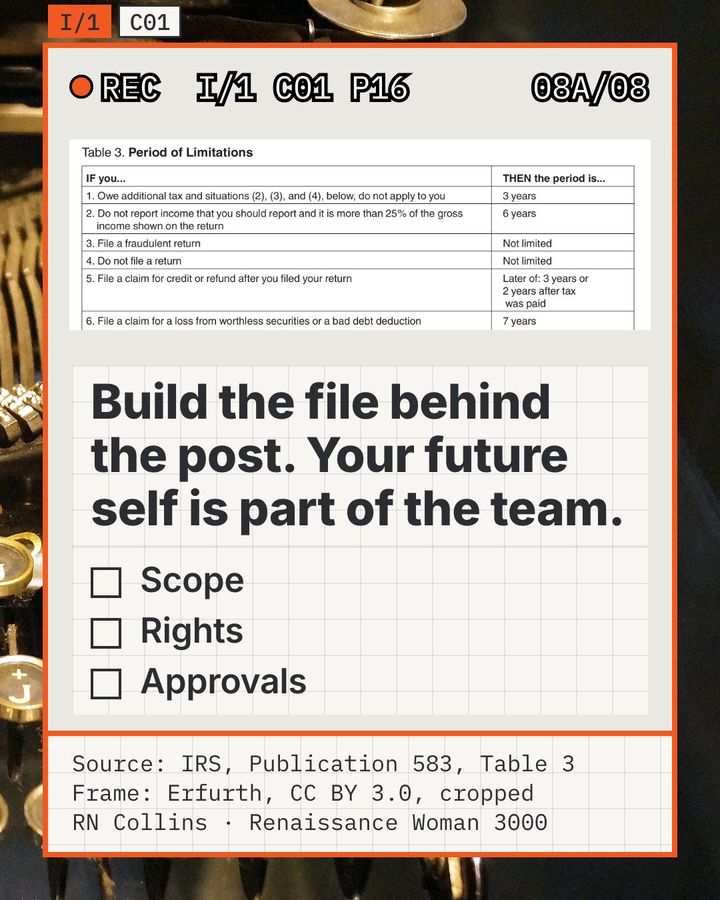 I/1 C01
REC I/1 C01 P16 08A/08
Table 3. Period of Limitations
IF you... THEN the period is...
1. Owe additional tax and situations (2), (3), and (4), below, do not apply to you 3 years
2. Do not report income that you should report and it is more than 25% of the gross 6 years
income shown on the return
3. File a fraudulent return Not limited
4. Do not file a return Not limited
5. File a claim for credit or refund after you filed your return Later of: 3 years or
2 years after tax
was paid
6. File a claim for a loss from worthless securities or a bad debt deduction 7 years
Build the file behind
the post. Your future
self is part of the team.
Scope
Rights
Approvals
Source: IRS, Publication 583, Table 3
Frame: Erfurth, CC BY 3.0, cropped
RN Collins · Renaissance Woman 3000
J